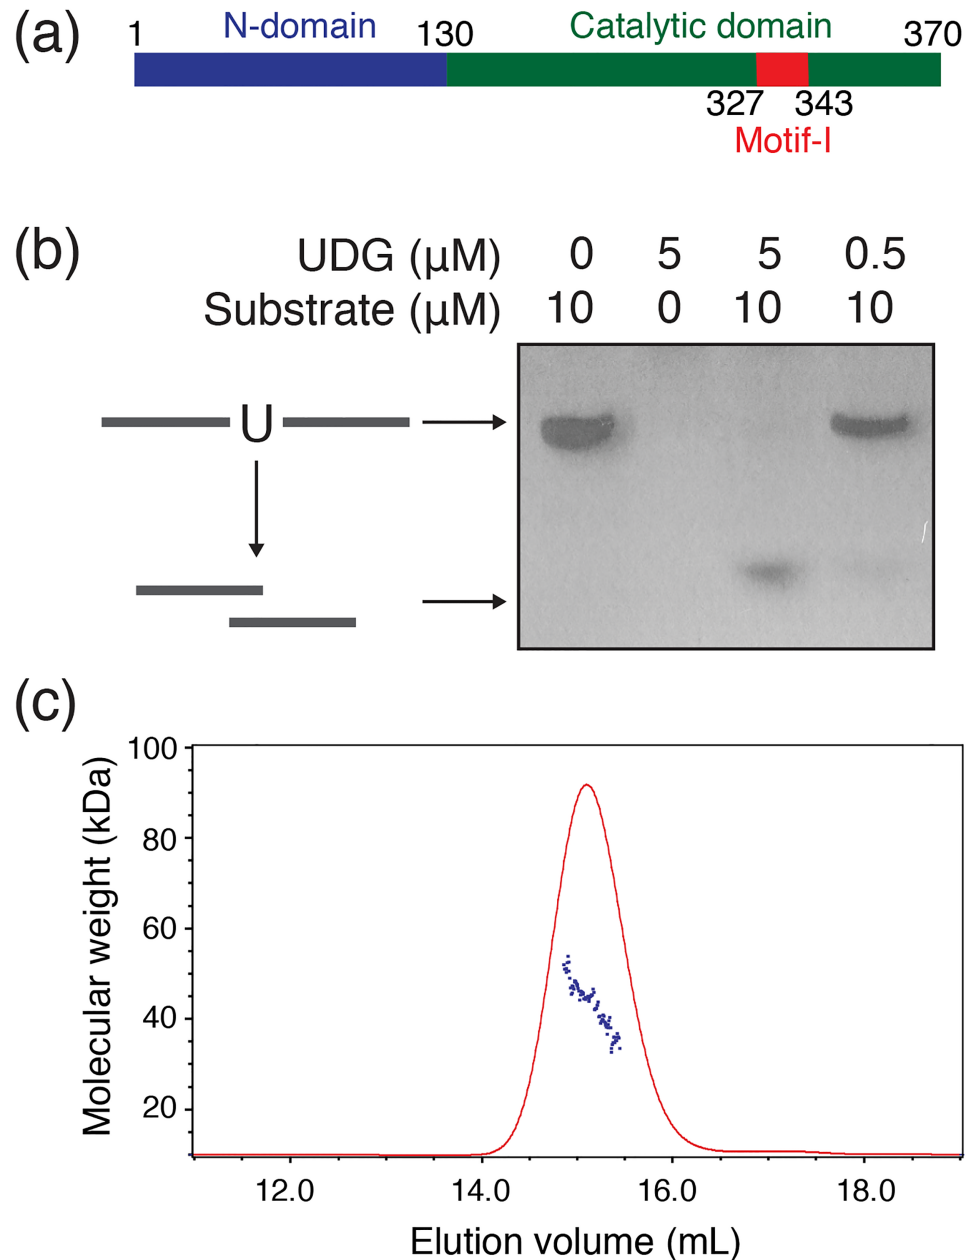 (a)
1 N-domain 130 Catalytic domain 370
327 343
Motif-I
(b)
UDG (μM) 0 5 5 0.5
Substrate (μM) 10 0 10 10
U
(c)
Molecular weight (kDa)
100
80
60
40
20
12.0 14.0 16.0 18.0
Elution volume (mL)